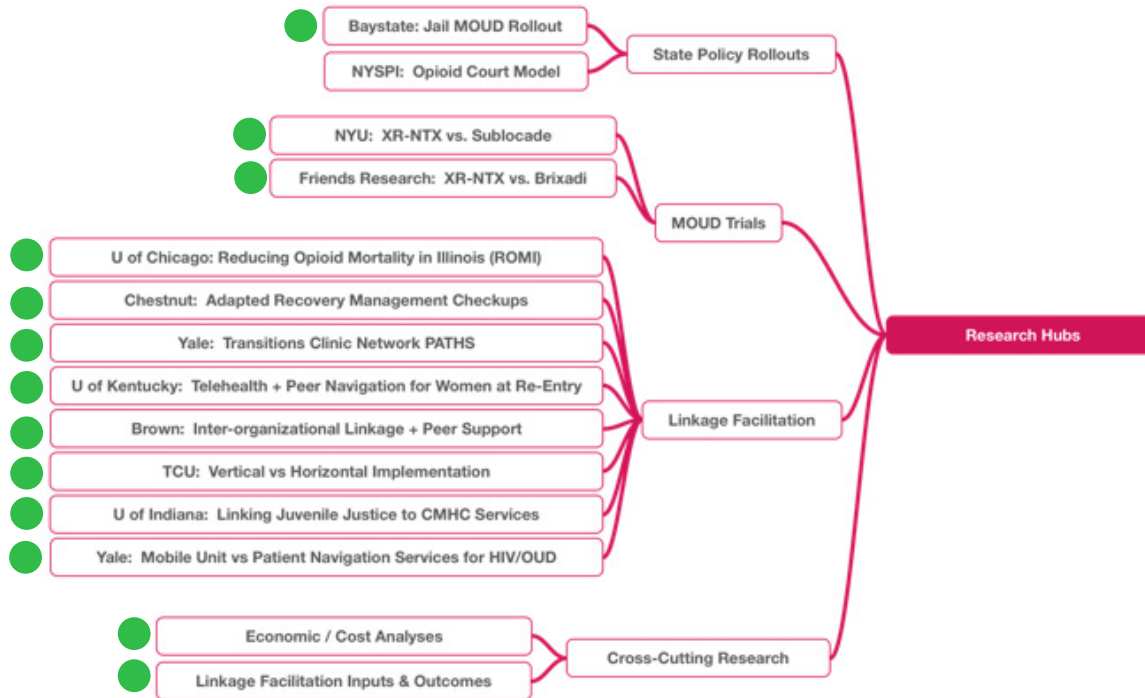 Baystate: Jail MOUD Rollout
NYSPI: Opioid Court Model
State Policy Rollouts
NYU: XR-NTX vs. Sublocade
Friends Research: XR-NTX vs. Brixadi
MOUD Trials
U of Chicago: Reducing Opioid Mortality in Illinois (ROMI)
Chestnut: Adapted Recovery Management Checkups
Yale: Transitions Clinic Network PATHS
U of Kentucky: Telehealth + Peer Navigation for Women at Re-Entry
Brown: Inter-organizational Linkage + Peer Support
TCU: Vertical vs Horizontal Implementation
U of Indiana: Linking Juvenile Justice to CMHC Services
Yale: Mobile Unit vs Patient Navigation Services for HIV/OUD
Linkage Facilitation
Economic / Cost Analyses
Linkage Facilitation Inputs & Outcomes
Cross-Cutting Research
Research Hubs